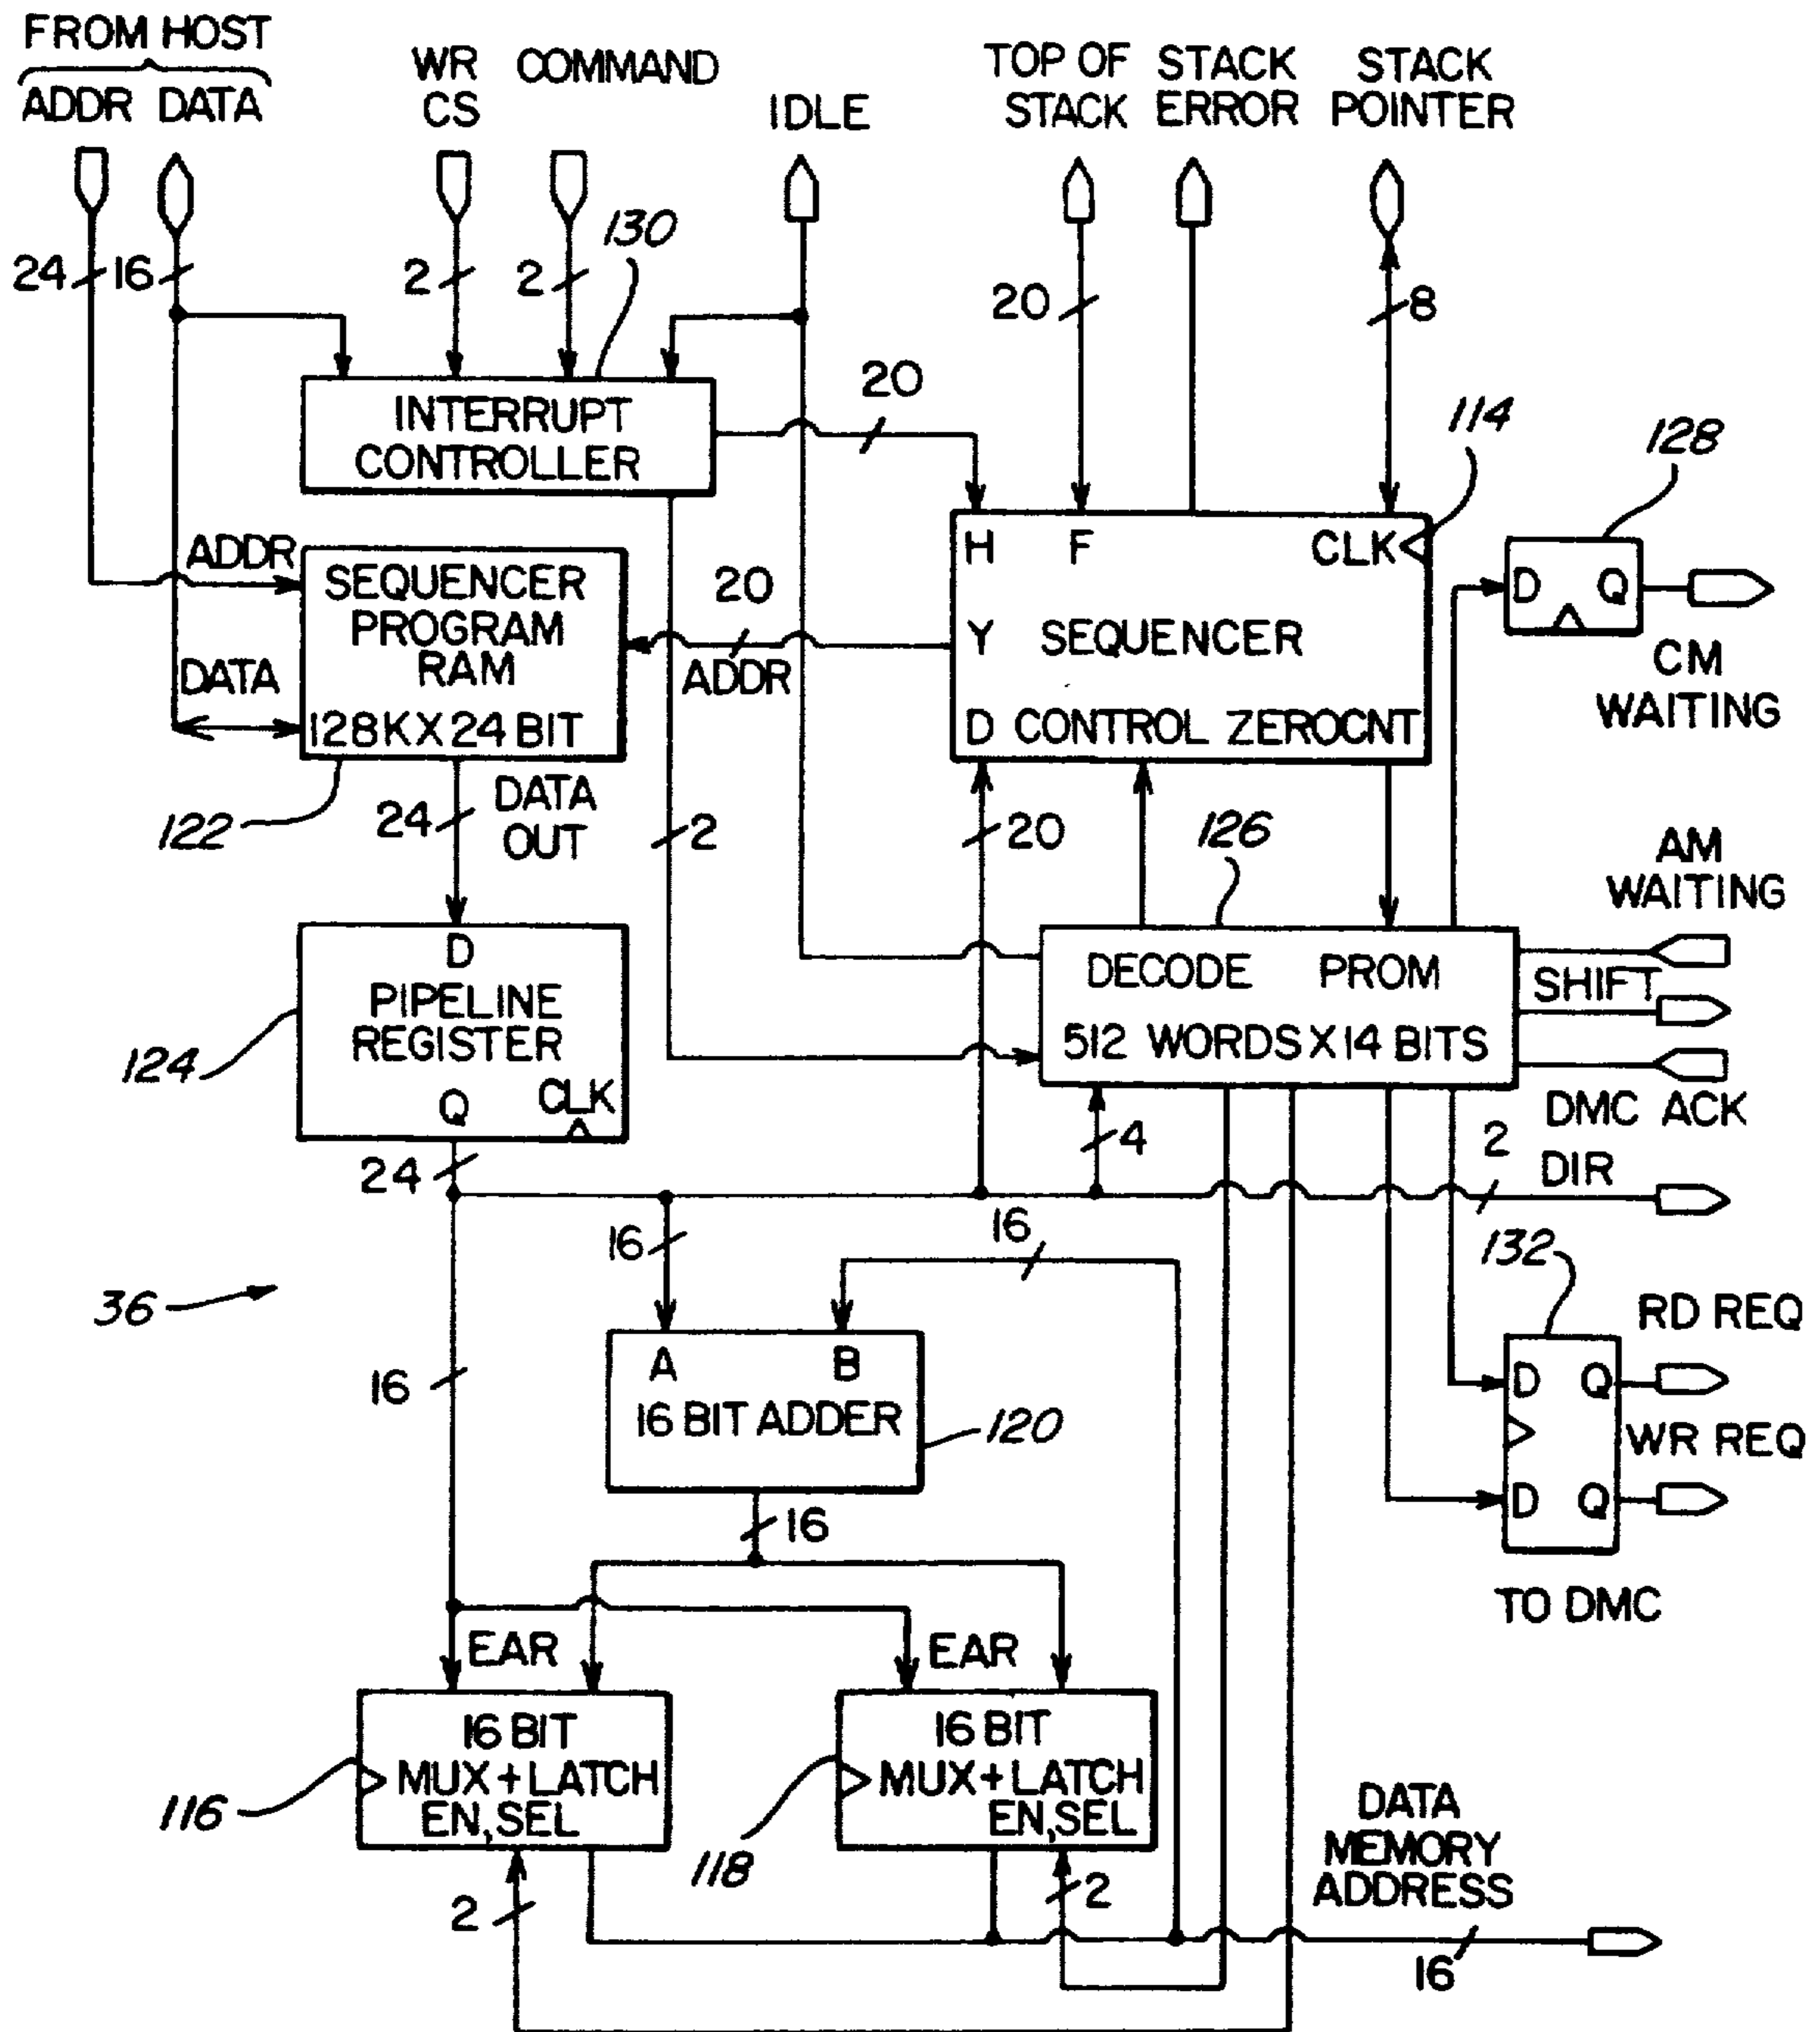 FROM HOST
ADDR DATA
WR
CS
COMMAND
IDLE
TOP OF
STACK
STACK
ERROR
STACK
POINTER
24
16
2
2
130
20
8
INTERRUPT
CONTROLLER
20
114
128
ADDR
SEQUENCER
PROGRAM
RAM
128K X 24 BIT
DATA
20
ADDR
H
F
CLK
Y
SEQUENCER
D
CONTROL
ZEROCNT
D
Q
CM
WAITING
122
24
DATA
OUT
2
20
126
AM
WAITING
D
PIPELINE
REGISTER
Q
CLK
124
DECODE PROM
512 WORDS X 14 BITS
SHIFT
DMC ACK
24
4
2
DIR
16
16
132
36
16
A
B
16 BIT ADDER
120
RD REQ
D
Q
WR REQ
D
Q
16
TO DMC
EAR
EAR
16 BIT
MUX + LATCH
EN, SEL
116
16 BIT
MUX + LATCH
EN, SEL
118
DATA
MEMORY
ADDRESS
2
2
16